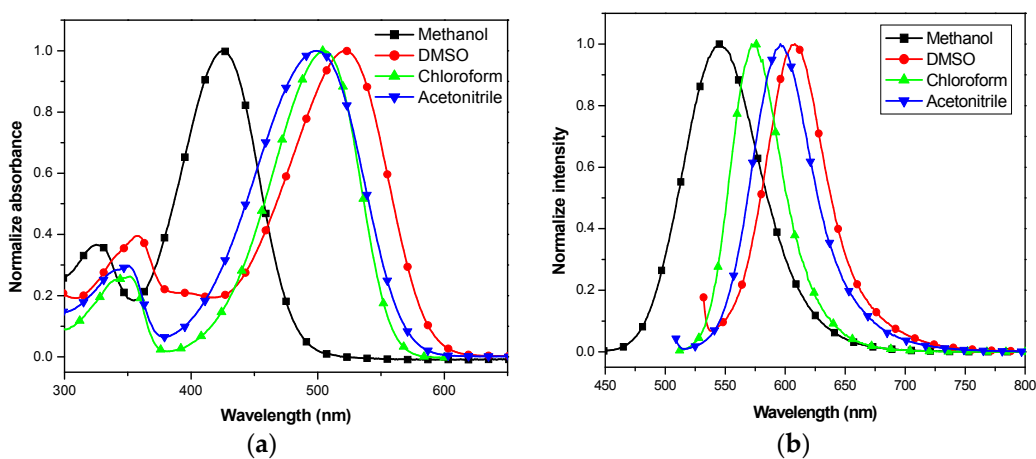 (a)
Normalize absorbance
1.0
0.8
0.6
0.4
0.2
0.0
300
400
500
600
Wavelength (nm)
Methanol
DMSO
Chloroform
Acetonitrile
(b)
Normalize intensity
1.0
0.8
0.6
0.4
0.2
0.0
450
500
550
600
650
700
750
800
Wavelength (nm)
Methanol
DMSO
Chloroform
Acetonitrile